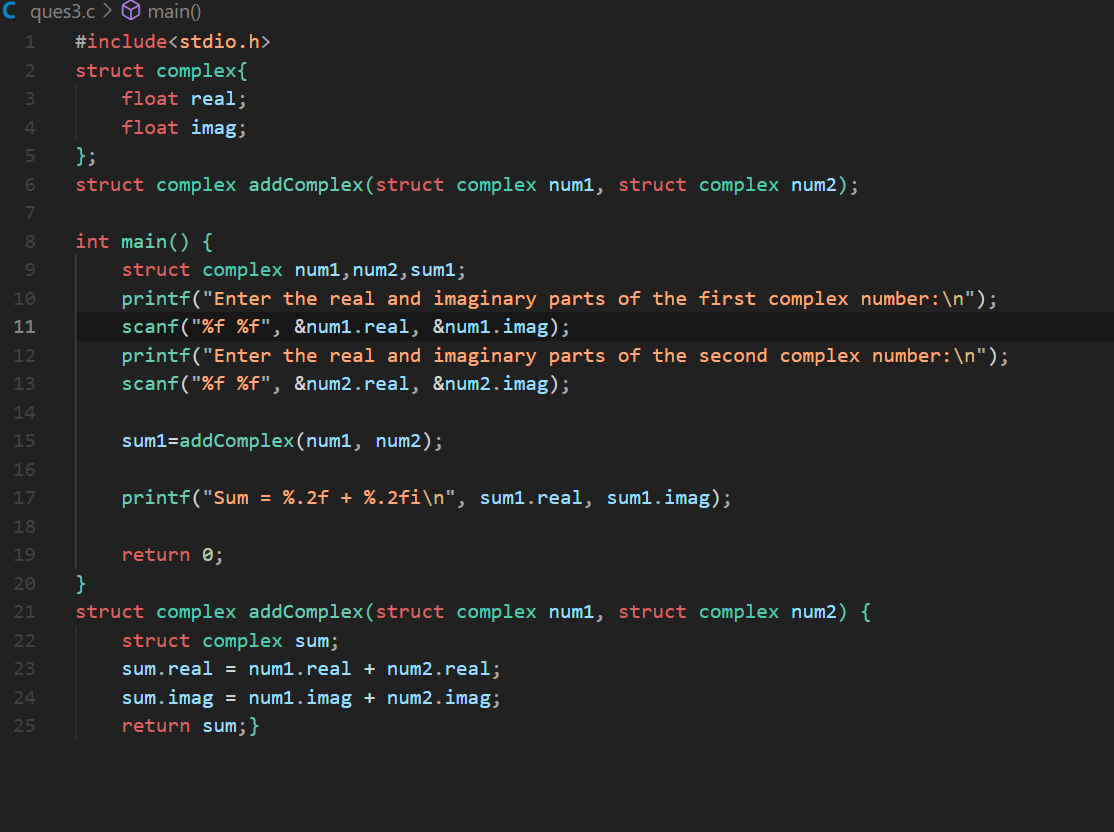 C ques3.c > main()
1 #include<stdio.h>
2 struct complex{
3     float real;
4     float imag;
5 };
6 struct complex addComplex(struct complex num1, struct complex num2);
7
8 int main() {
9     struct complex num1,num2,sum1;
10     printf("Enter the real and imaginary parts of the first complex number:\n");
11     scanf("%f %f", &num1.real, &num1.imag);
12     printf("Enter the real and imaginary parts of the second complex number:\n");
13     scanf("%f %f", &num2.real, &num2.imag);
14
15     sum1=addComplex(num1, num2);
16
17     printf("Sum = %.2f + %.2fi\n", sum1.real, sum1.imag);
18
19     return 0;
20 }
21 struct complex addComplex(struct complex num1, struct complex num2) {
22     struct complex sum;
23     sum.real = num1.real + num2.real;
24     sum.imag = num1.imag + num2.imag;
25     return sum;}